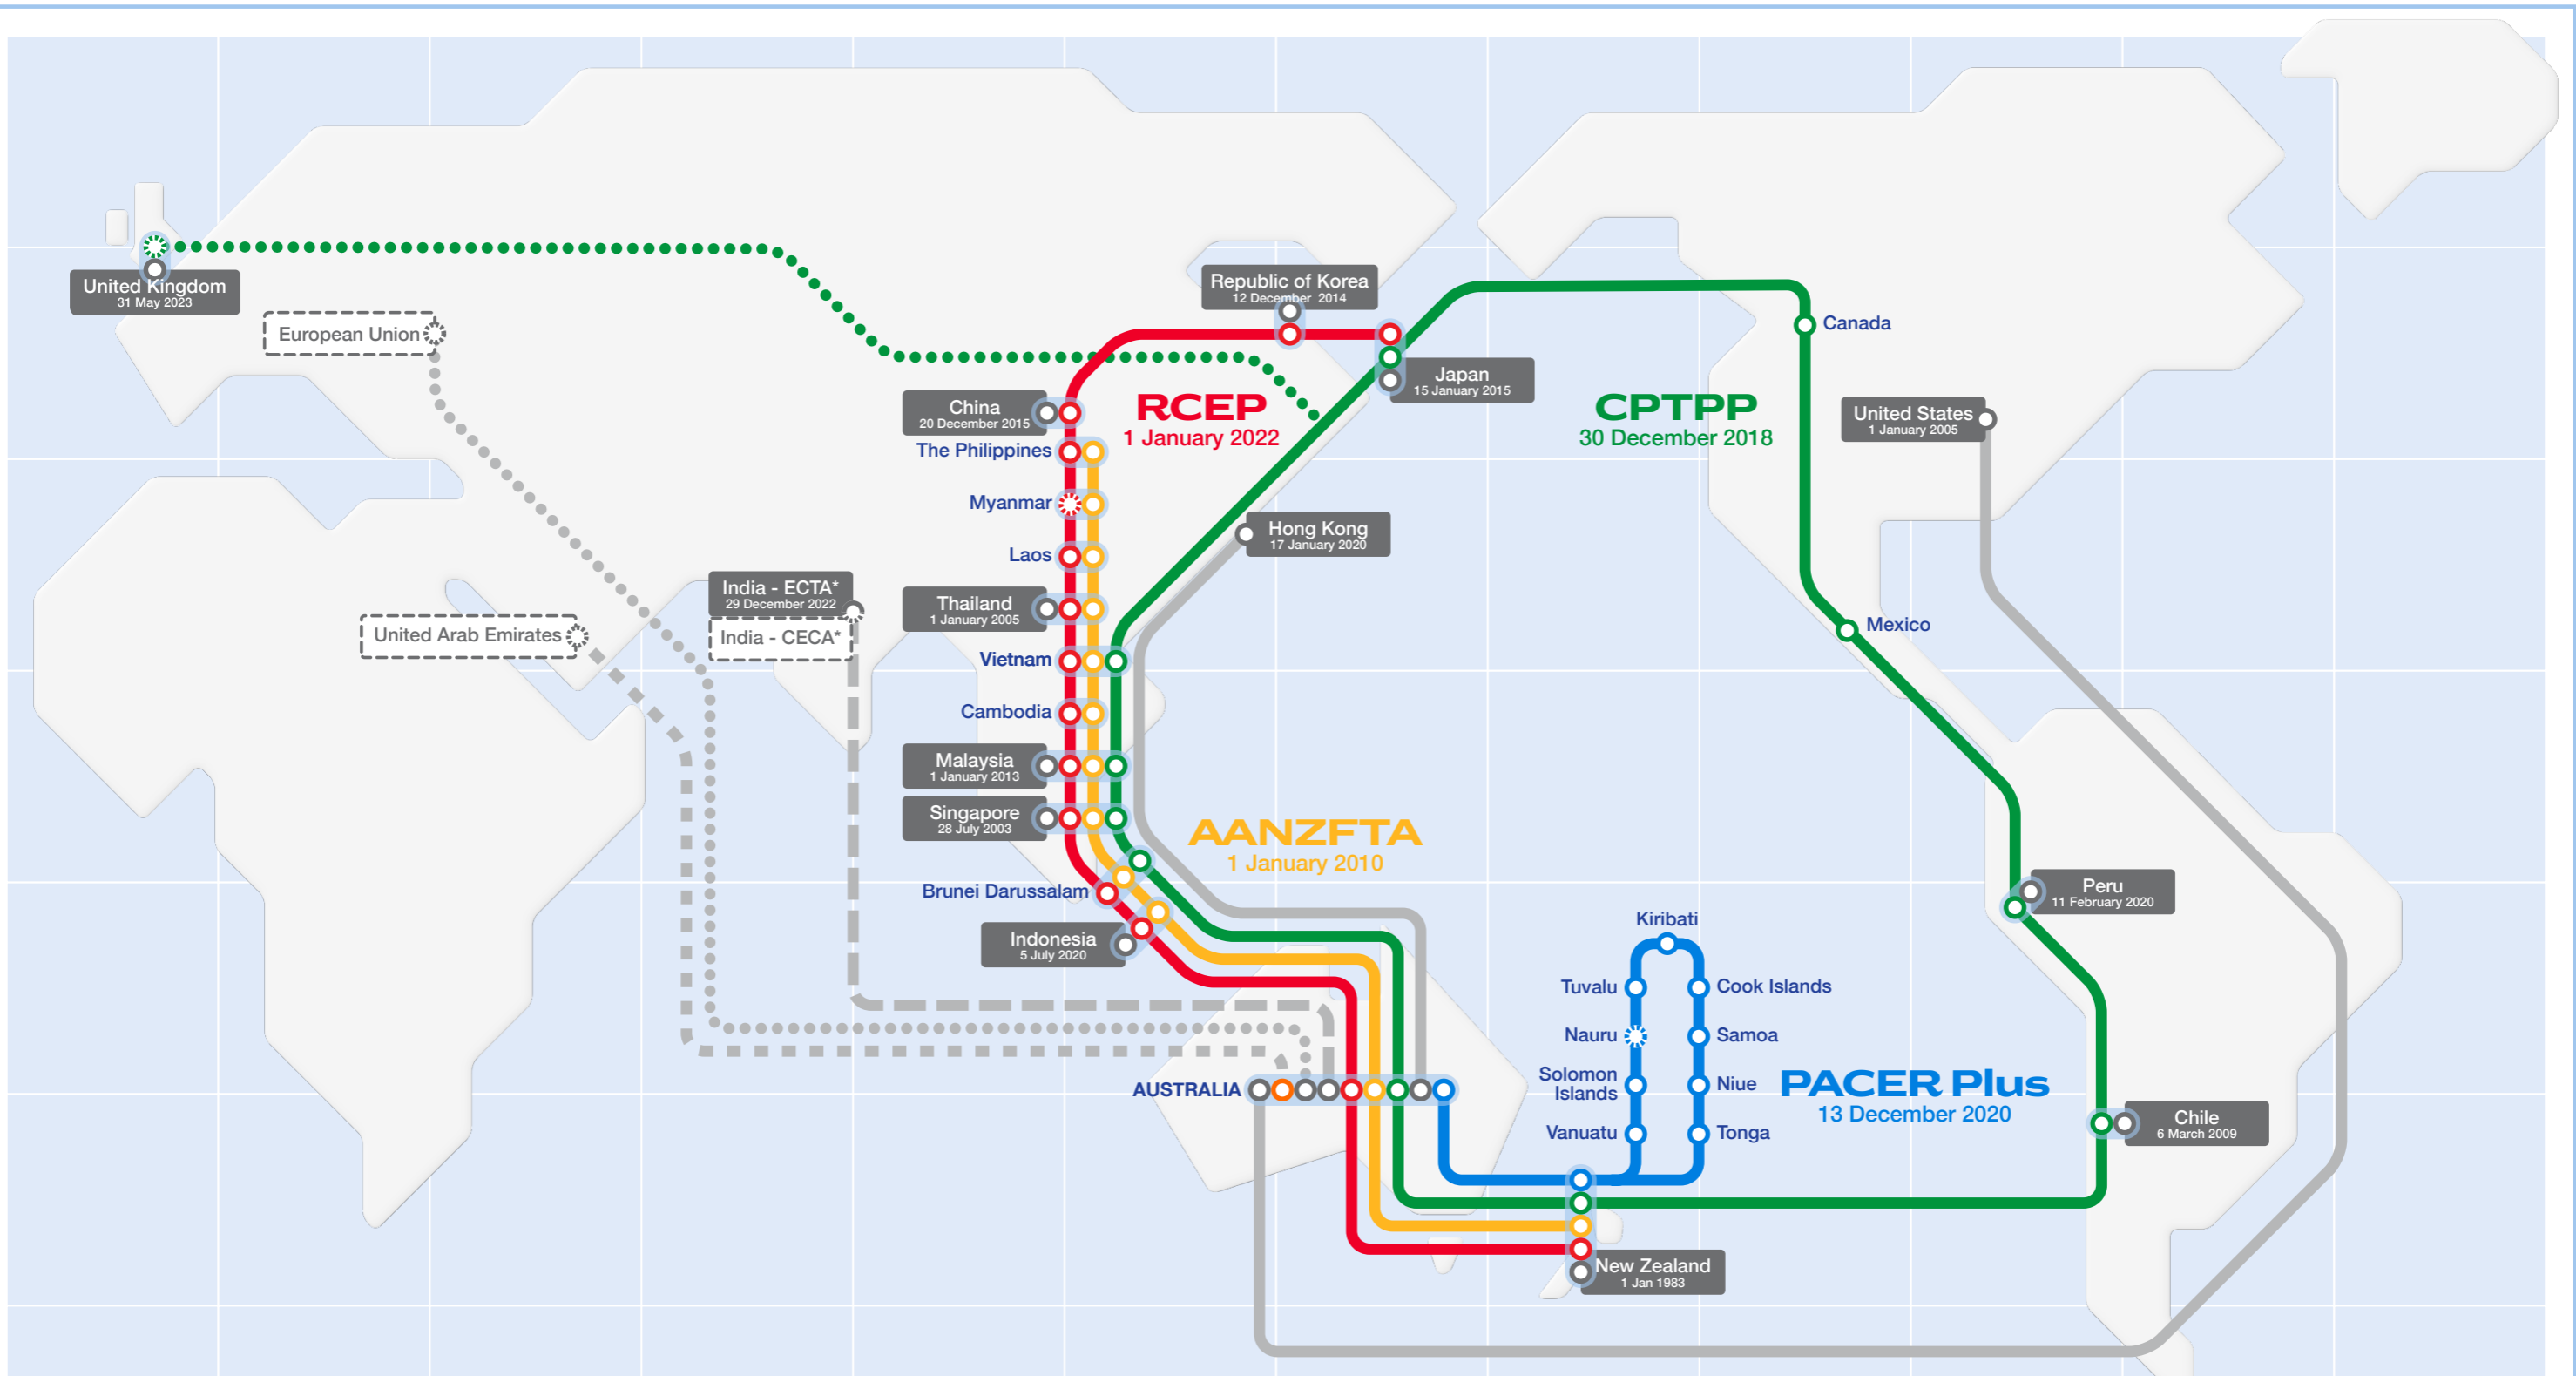 United Kingdom
31 May 2023
European Union
Republic of Korea
12 December 2014
Japan
15 January 2015
Canada
China
20 December 2015
RCEP
1 January 2022
CPTPP
30 December 2018
United States
1 January 2005
The Philippines
Myanmar
Hong Kong
17 January 2020
Laos
India - ECTA*
29 December 2022
India - CECA*
Thailand
1 January 2005
United Arab Emirates
Mexico
Vietnam
Cambodia
Malaysia
1 January 2013
Singapore
28 July 2003
AANZFTA
1 January 2010
Brunei Darussalam
Peru
11 February 2020
Indonesia
5 July 2020
Kiribati
Tuvalu
Cook Islands
Nauru
Samoa
Solomon
Islands
Niue
PACER Plus
13 December 2020
AUSTRALIA
Vanuatu
Tonga
Chile
6 March 2009
New Zealand
1 Jan 1983